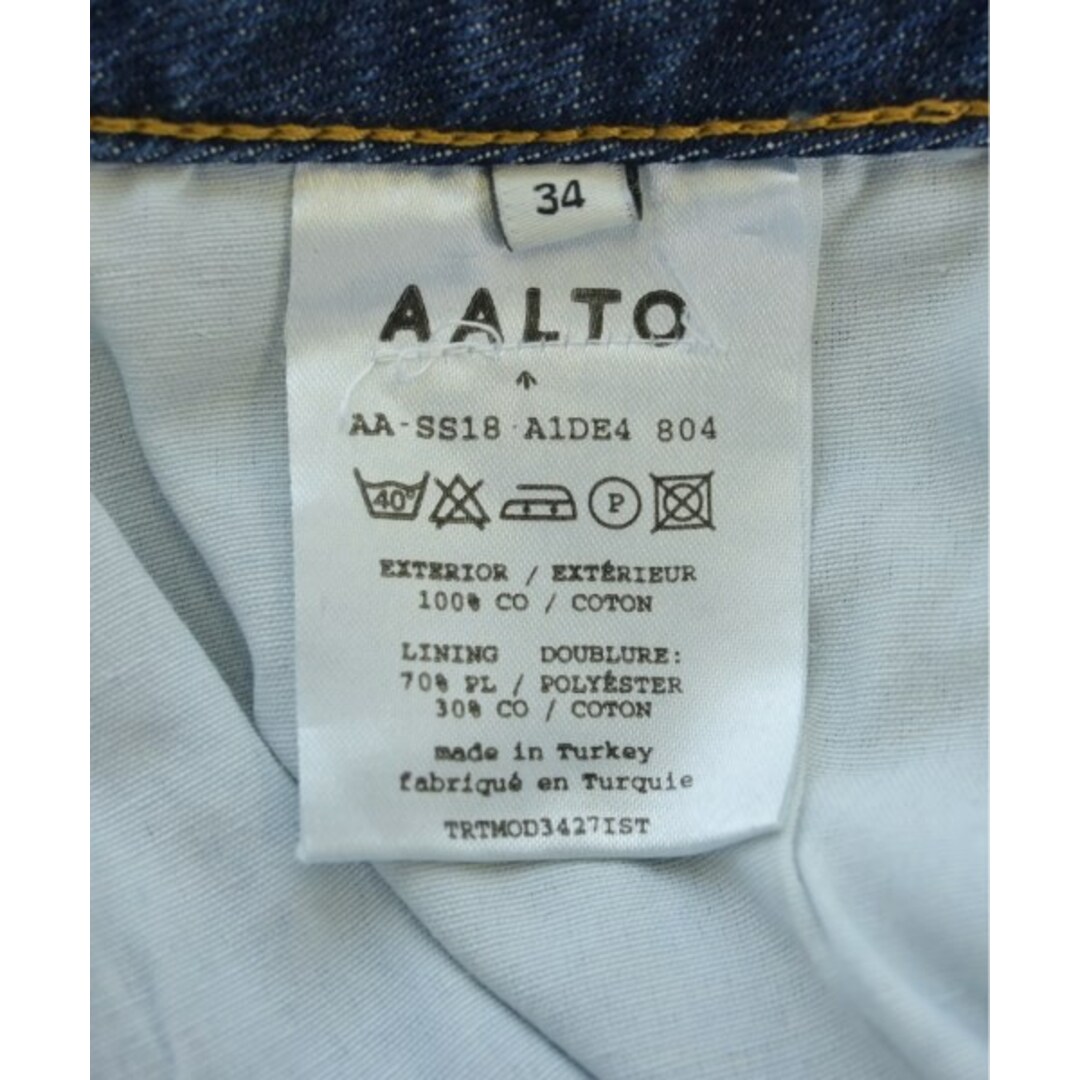 34
AALTO
AA-SS18 A1DE4 804
40° P
EXTERIOR / EXTÉRIEUR
100% CO / COTON
LINING DOUBLURE:
70% PL / POLYÉSTER
30% CO / COTON
made in Turkey
fabriqué en Turquie
TRTMOD3427IST